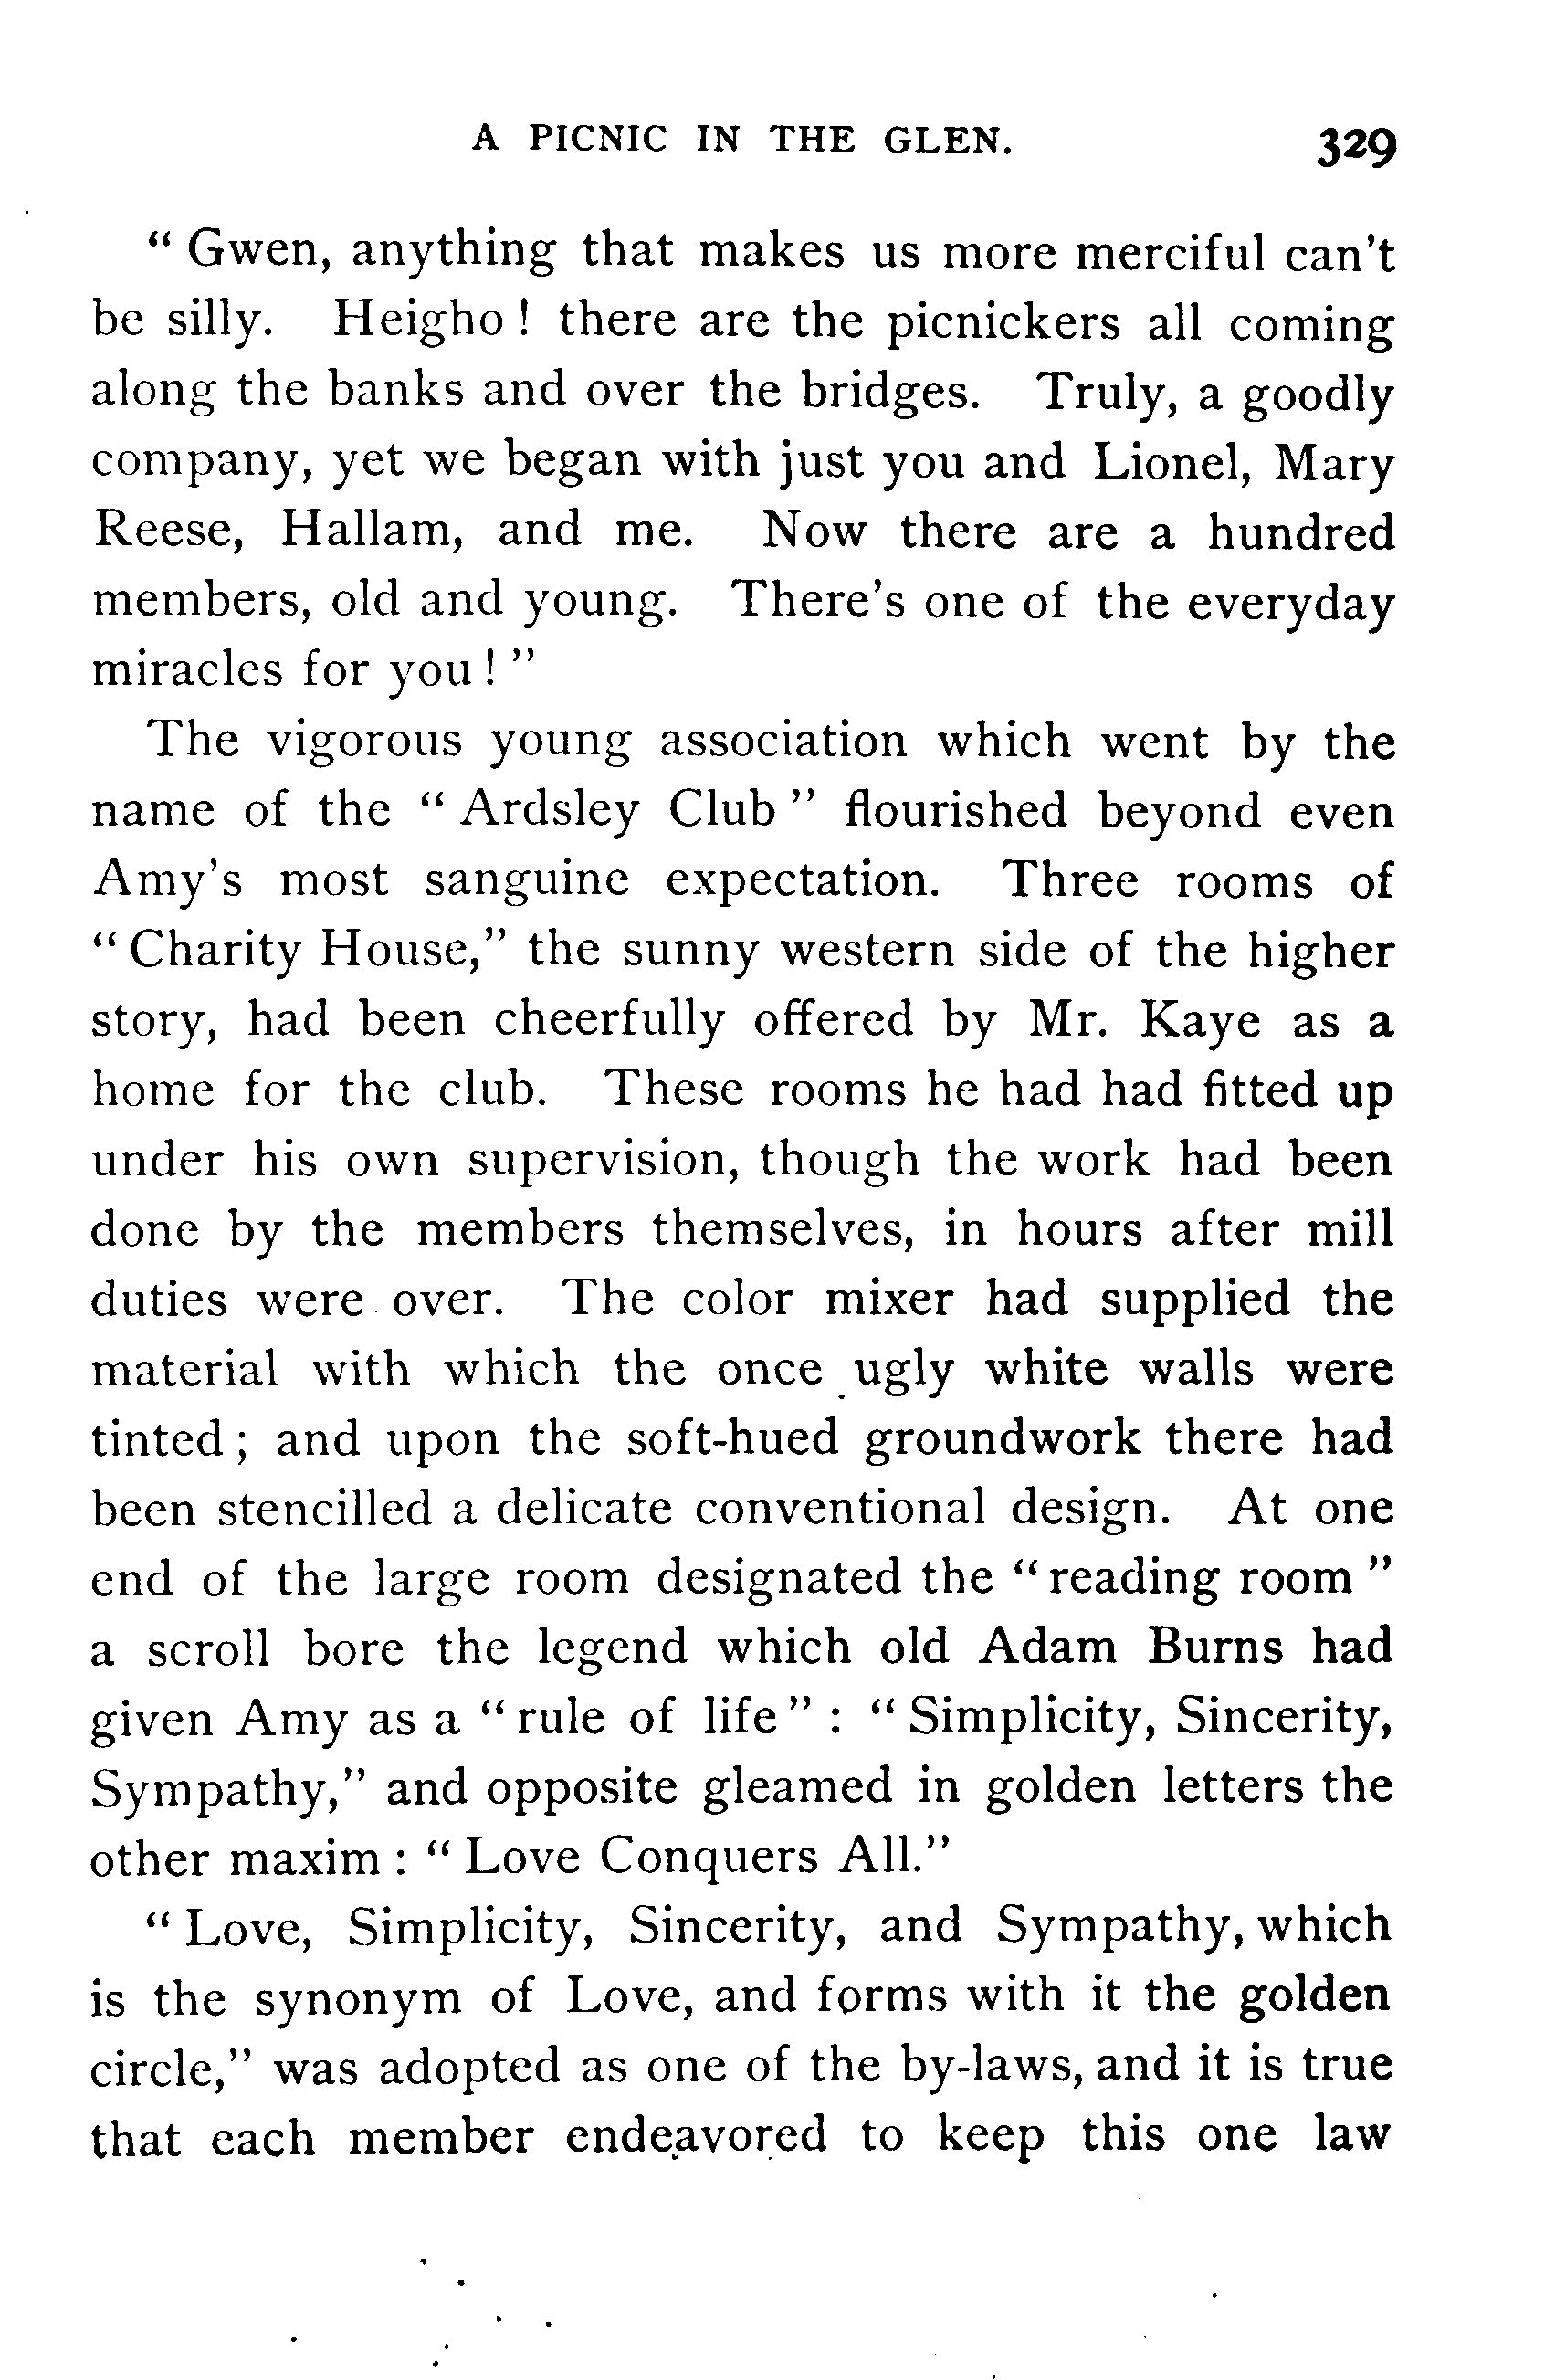 A PICNIC IN THE GLEN. 329
“ Gwen, anything that makes us more merciful can’t
be silly. Heigho ! there are the picnickers all coming
along the banks and over the bridges. Truly, a goodly
company, yet we began with just you and Lionel, Mary
Reese, Hallam, and me. Now there are a hundred
members, old and young. There’s one of the everyday
miracles for you ! ”
The vigorous young association which went by the
name of the “ Ardsley Club ” flourished beyond even
Amy’s most sanguine expectation. Three rooms of
“ Charity House,” the sunny western side of the higher
story, had been cheerfully offered by Mr. Kaye as a
home for the club. These rooms he had had fitted up
under his own supervision, though the work had been
done by the members themselves, in hours after mill
duties were over. The color mixer had supplied the
material with which the once ugly white walls were
tinted ; and upon the soft-hued groundwork there had
been stencilled a delicate conventional design. At one
end of the large room designated the “ reading room ”
a scroll bore the legend which old Adam Burns had
given Amy as a “ rule of life ” : “ Simplicity, Sincerity,
Sympathy,” and opposite gleamed in golden letters the
other maxim : “ Love Conquers All.”
“ Love, Simplicity, Sincerity, and Sympathy, which
is the synonym of Love, and forms with it the golden
circle,” was adopted as one of the by-laws, and it is true
that each member endeavored to keep this one law